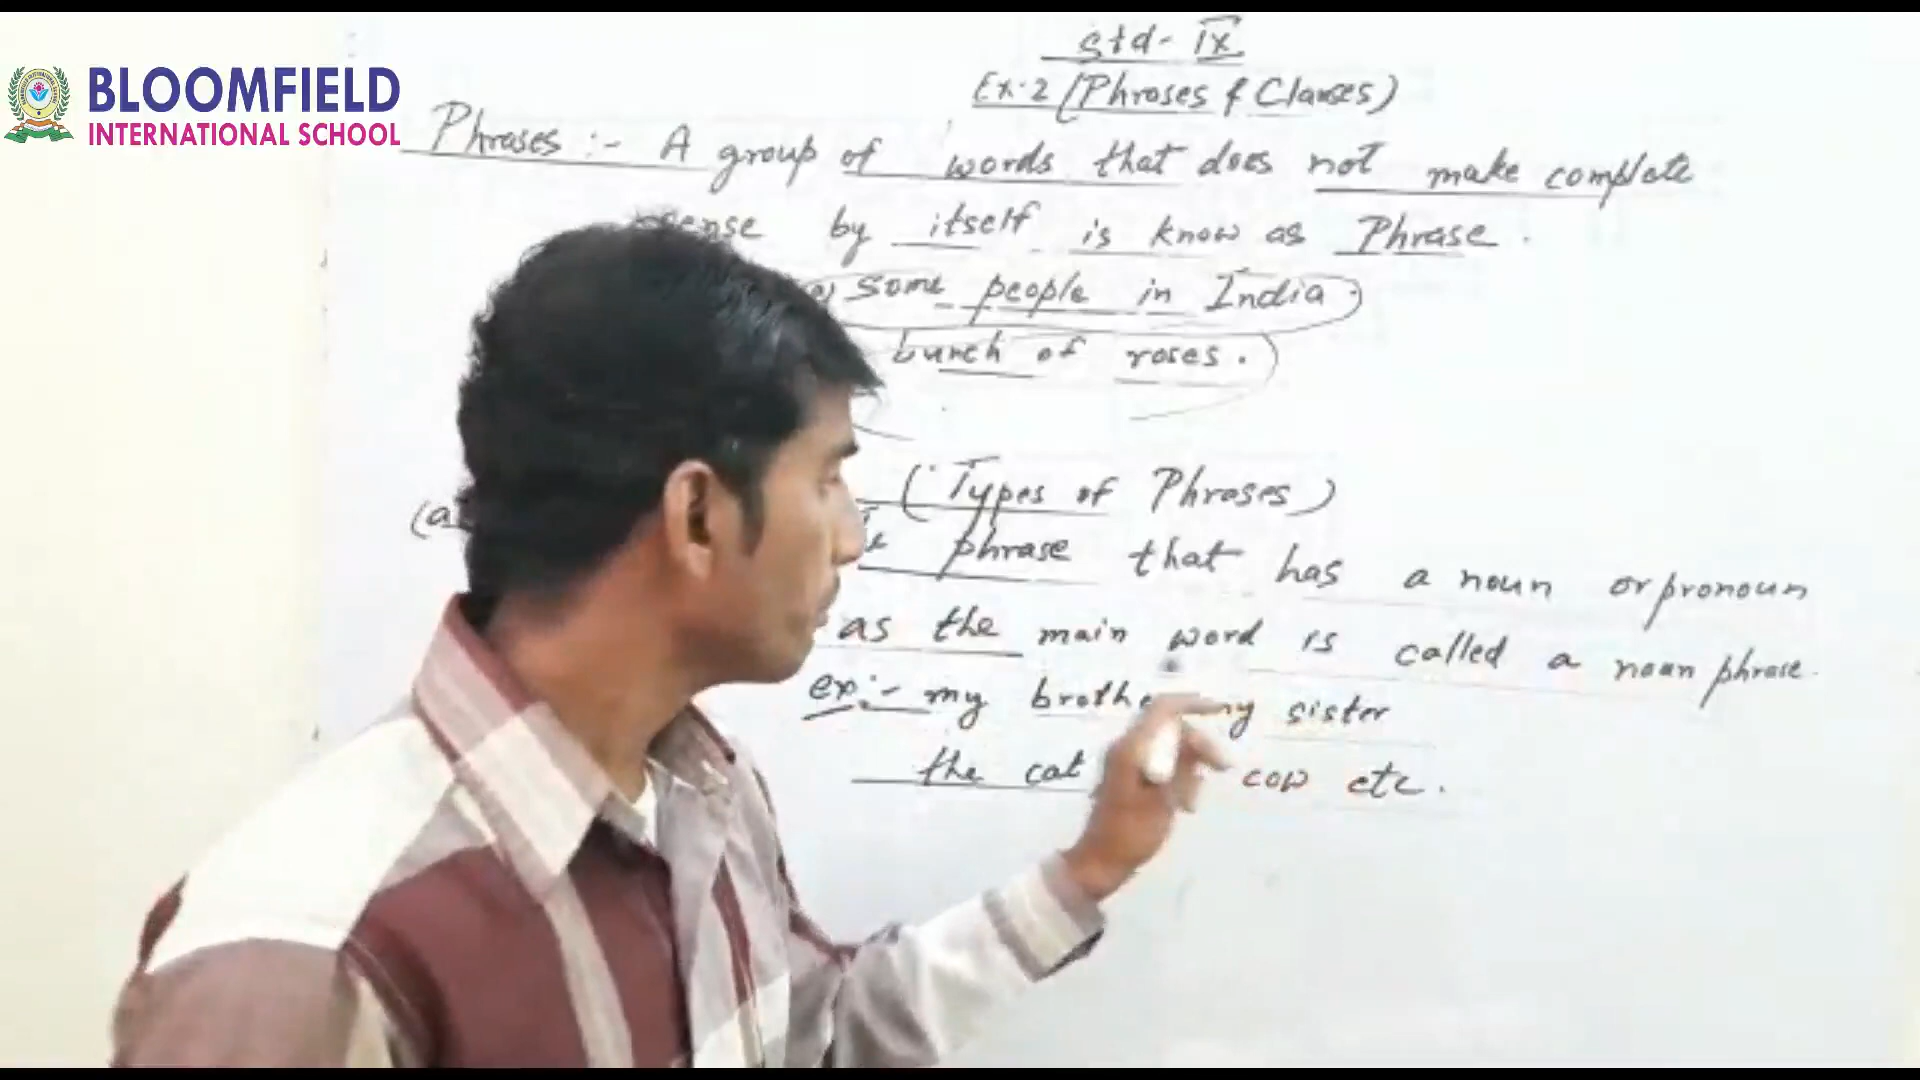 BLOOMFIELD
INTERNATIONAL SCHOOL
Std- IX
Ex:2 (Phrases & Clauses)
Phrases :- A group of words that does not make complete
sense by itself is know as Phrase.
Some people in India.
bunch of roses.
(Types of Phrases)
(a
phrase that has a noun or pronoun
as the main word is called a noun phrase.
ex:- my brothe my sister
the cat cow etc.